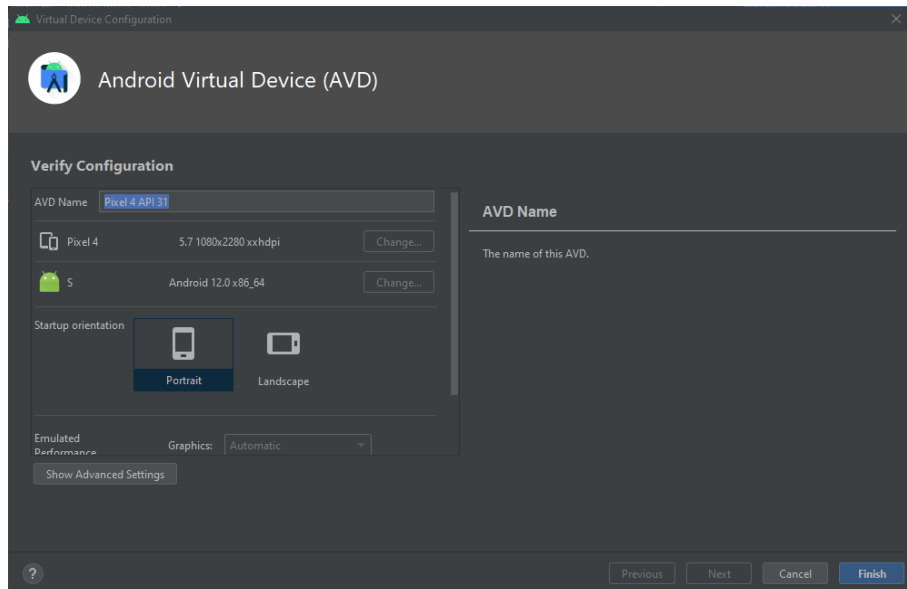 Virtual Device Configuration
Android Virtual Device (AVD)
Verify Configuration
AVD Name Pixel 4 API 31
Pixel 4 5.7 1080x2280 xxhdpi Change...
S Android 12.0 x86_64 Change...
Startup orientation
Portrait
Landscape
Emulated
Performance
Graphics: Automatic
Show Advanced Settings
AVD Name
The name of this AVD.
? Previous Next Cancel Finish